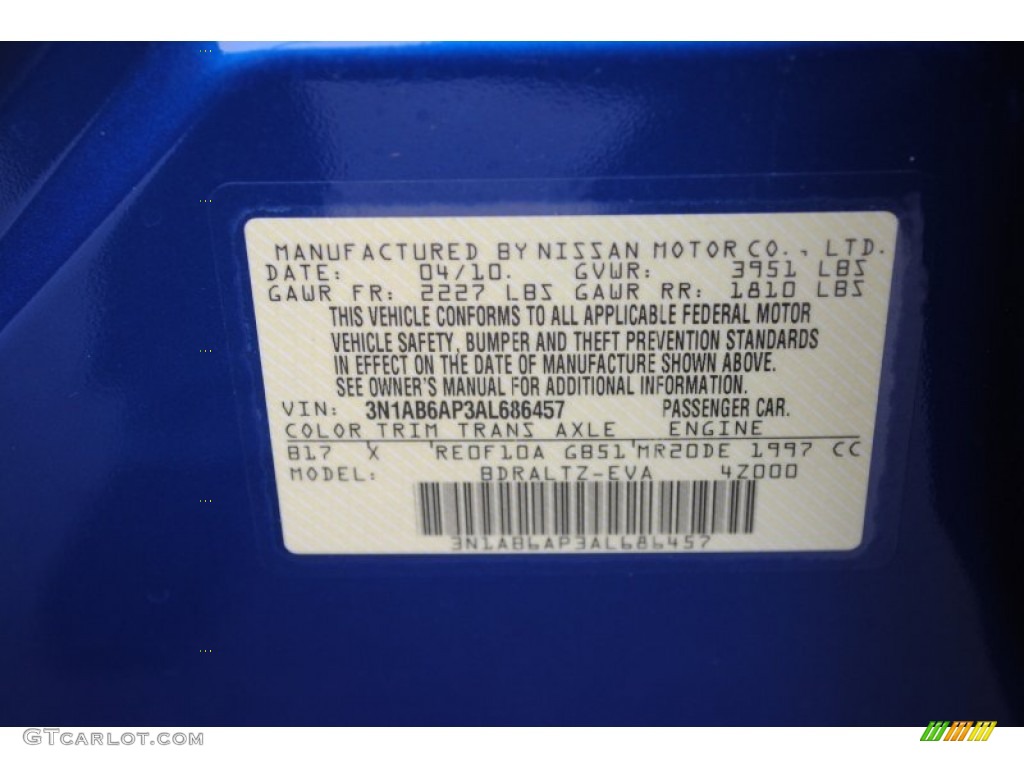 MANUFACTURED BY NISSAN MOTOR CO., LTD.
DATE: 04/10. GVWR: 3951 LBS
GAWR FR: 2227 LBS GAWR RR: 1810 LBS
THIS VEHICLE CONFORMS TO ALL APPLICABLE FEDERAL MOTOR
VEHICLE SAFETY, BUMPER AND THEFT PREVENTION STANDARDS
IN EFFECT ON THE DATE OF MANUFACTURE SHOWN ABOVE.
SEE OWNER'S MANUAL FOR ADDITIONAL INFORMATION.
VIN: 3N1AB6AP3AL686457 PASSENGER CAR.
COLOR TRIM TRANS AXLE ENGINE
B17 X 'RE0F10A GB51'MR20DE 1997 CC
MODEL: BDRALTZ-EVA 4Z000
3N1AB6AP3AL686457
GTCARLOT.COM